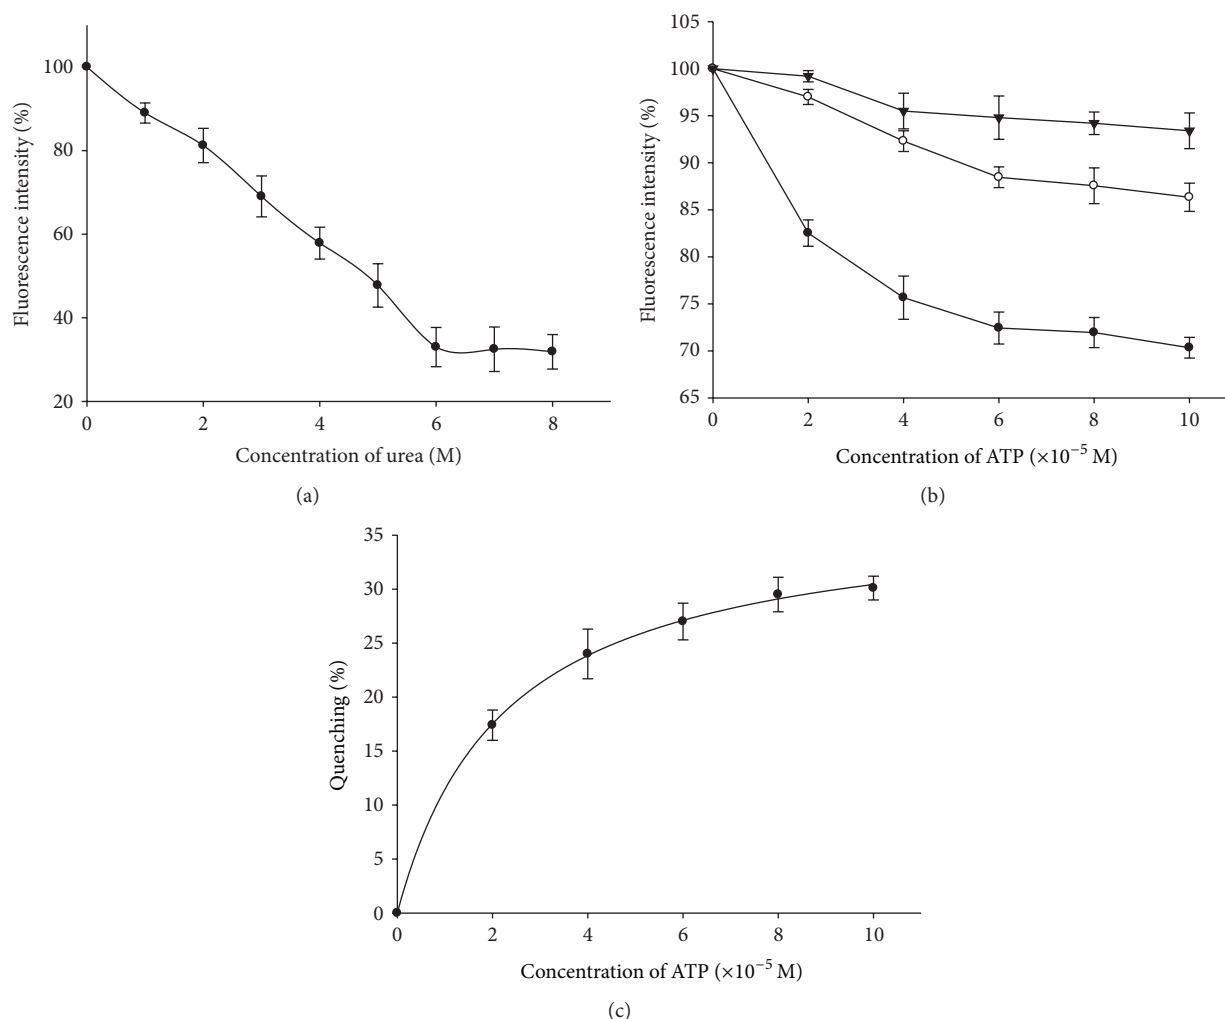 100
80
60
40
20
Fluorescence intensity (%)
0 2 4 6 8
Concentration of urea (M)
(a)
105
100
95
90
85
80
75
70
65
Fluorescence intensity (%)
0 2 4 6 8 10
Concentration of ATP (×10⁻⁵ M)
(b)
35
30
25
20
15
10
5
0
Quenching (%)
0 2 4 6 8 10
Concentration of ATP (×10⁻⁵ M)
(c)